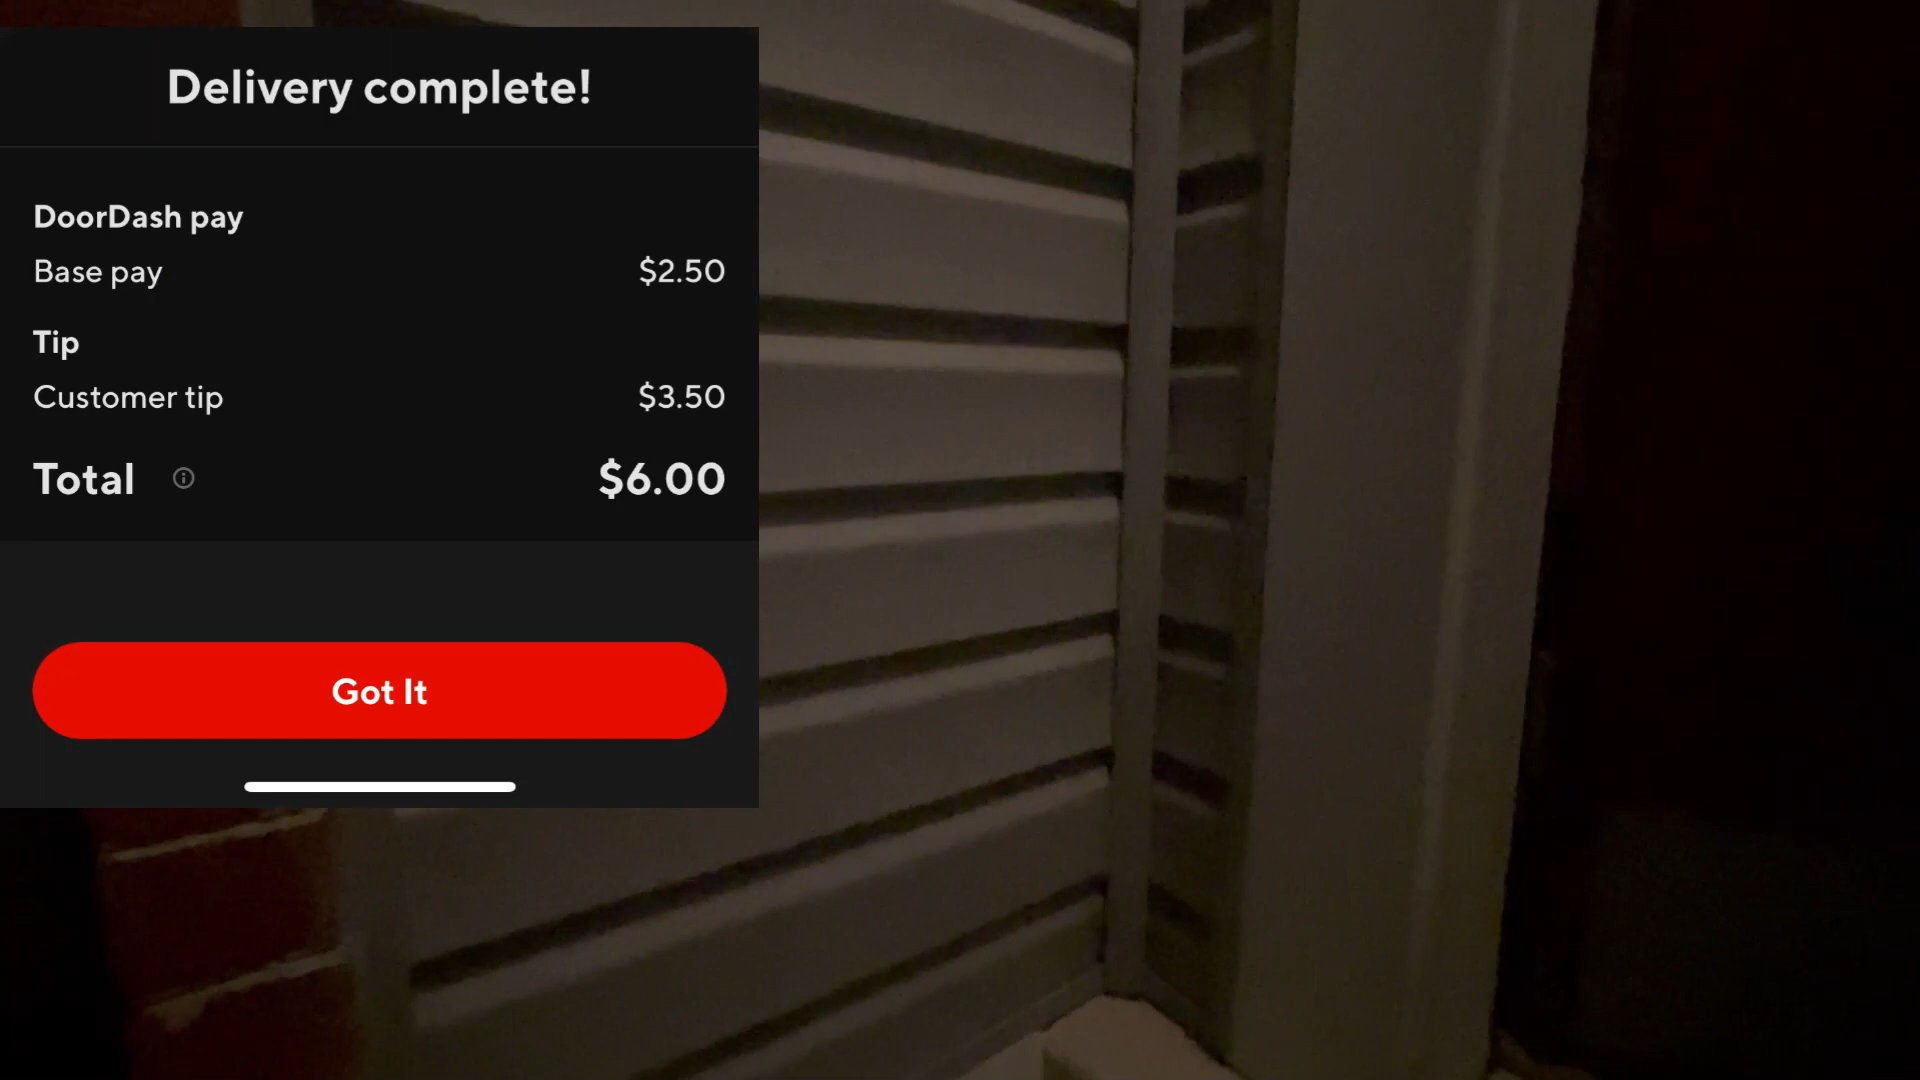 Delivery complete!
DoorDash pay
Base pay $2.50
Tip
Customer tip $3.50
Total $6.00
Got It